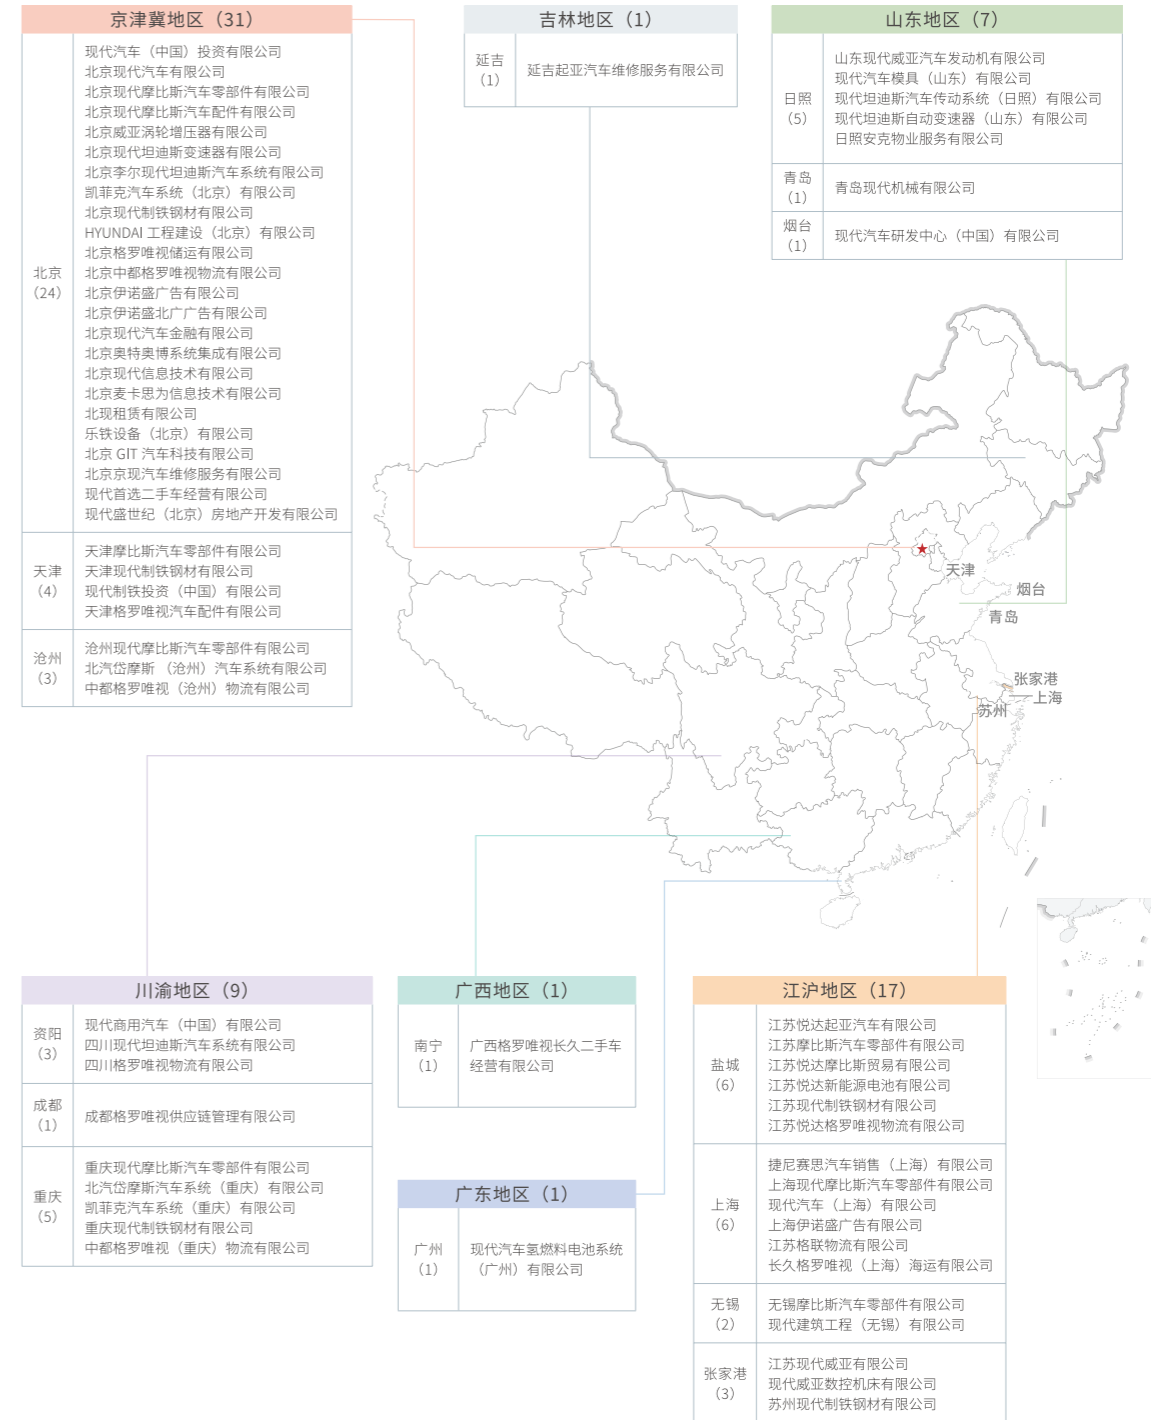 京津冀地区（31）
北京
（24）
现代汽车（中国）投资有限公司
北京现代汽车有限公司
北京现代摩比斯汽车零部件有限公司
北京现代摩比斯汽车配件有限公司
北京威亚涡轮增压器有限公司
北京现代坦迪斯变速器有限公司
北京李尔现代坦迪斯汽车系统有限公司
凯菲克汽车系统（北京）有限公司
北京现代制铁钢材有限公司
HYUNDAI 工程建设（北京）有限公司
北京格罗唯视储运有限公司
北京中都格罗唯视物流有限公司
北京伊诺盛广告有限公司
北京伊诺盛北广广告有限公司
北京现代汽车金融有限公司
北京奥特奥博系统集成有限公司
北京现代信息技术有限公司
北京麦卡思为信息技术有限公司
北现租赁有限公司
乐铁设备（北京）有限公司
北京 GIT 汽车科技有限公司
北京京现汽车维修服务有限公司
现代首选二手车经营有限公司
现代盛世纪（北京）房地产开发有限公司
天津
（4）
天津摩比斯汽车零部件有限公司
天津现代制铁钢材有限公司
现代制铁投资（中国）有限公司
天津格罗唯视汽车配件有限公司
沧州
（3）
沧州现代摩比斯汽车零部件有限公司
北汽岱摩斯 （沧州）汽车系统有限公司
中都格罗唯视（沧州）物流有限公司
吉林地区（1）
延吉
（1）
延吉起亚汽车维修服务有限公司
山东地区（7）
日照
（5）
山东现代威亚汽车发动机有限公司
现代汽车模具（山东）有限公司
现代坦迪斯汽车传动系统（日照）有限公司
现代坦迪斯自动变速器（山东）有限公司
日照安克物业服务有限公司
青岛
（1）
青岛现代机械有限公司
烟台
（1）
现代汽车研发中心（中国）有限公司
天津
烟台
青岛
张家港
上海
苏州
川渝地区（9）
资阳
（3）
现代商用汽车（中国）有限公司
四川现代坦迪斯汽车系统有限公司
四川格罗唯视物流有限公司
成都
（1）
成都格罗唯视供应链管理有限公司
重庆
（5）
重庆现代摩比斯汽车零部件有限公司
北汽岱摩斯汽车系统（重庆）有限公司
凯菲克汽车系统（重庆）有限公司
重庆现代制铁钢材有限公司
中都格罗唯视（重庆）物流有限公司
广西地区（1）
南宁
（1）
广西格罗唯视长久二手车
经营有限公司
广东地区（1）
广州
（1）
现代汽车氢燃料电池系统
（广州）有限公司
江沪地区（17）
盐城
（6）
江苏悦达起亚汽车有限公司
江苏摩比斯汽车零部件有限公司
江苏悦达摩比斯贸易有限公司
江苏悦达新能源电池有限公司
江苏现代制铁钢材有限公司
江苏悦达格罗唯视物流有限公司
上海
（6）
捷尼赛思汽车销售（上海）有限公司
上海现代摩比斯汽车零部件有限公司
现代汽车（上海）有限公司
上海伊诺盛广告有限公司
江苏格联物流有限公司
长久格罗唯视（上海）海运有限公司
无锡
（2）
无锡摩比斯汽车零部件有限公司
现代建筑工程（无锡）有限公司
张家港
（3）
江苏现代威亚有限公司
现代威亚数控机床有限公司
苏州现代制铁钢材有限公司